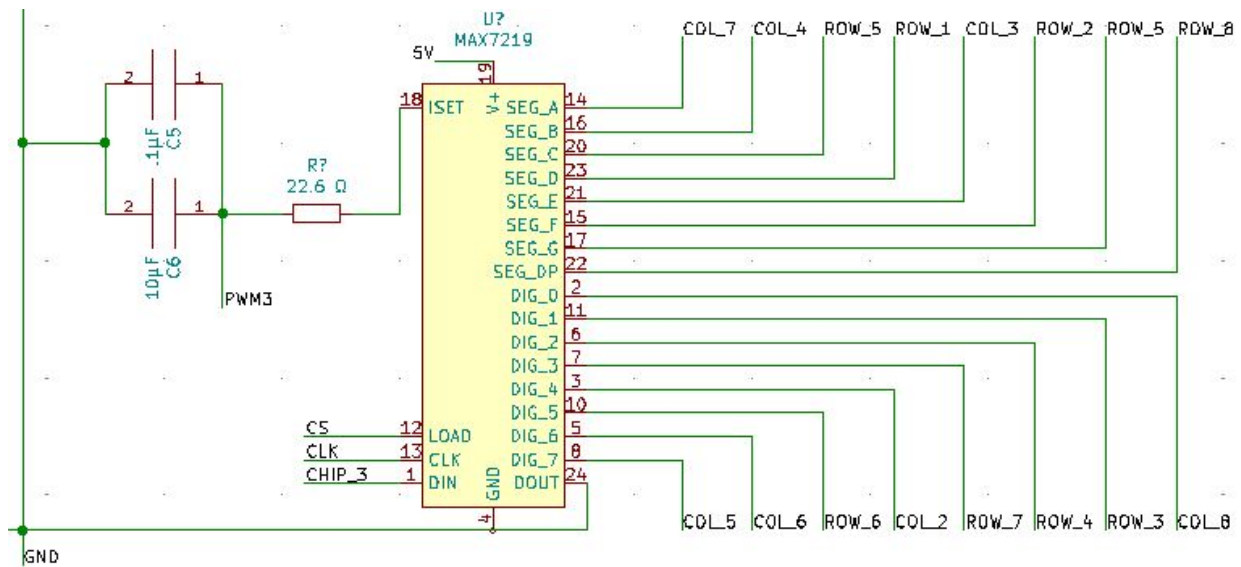 U?
MAX7219
5V
19
V+
COL_7 COL_4 ROW_5 ROW_1 COL_3 ROW_2 ROW_5 ROW_8
2 1
.1µF
C5
2 1
10µF
C6
PWM3
R?
22.6 Ω
18 ISET
SEG_A 14
SEG_B 16
SEG_C 20
SEG_D 23
SEG_E 21
SEG_F 15
SEG_G 17
SEG_DP 22
DIG_0 2
DIG_1 11
DIG_2 6
DIG_3 7
DIG_4 3
DIG_5 10
DIG_6 5
DIG_7 8
DOUT 24
CS 12 LOAD
CLK 13 CLK
CHIP_3 1 DIN
GND
4
COL_5 COL_6 ROW_6 COL_2 ROW_7 ROW_4 ROW_3 COL_8
GND